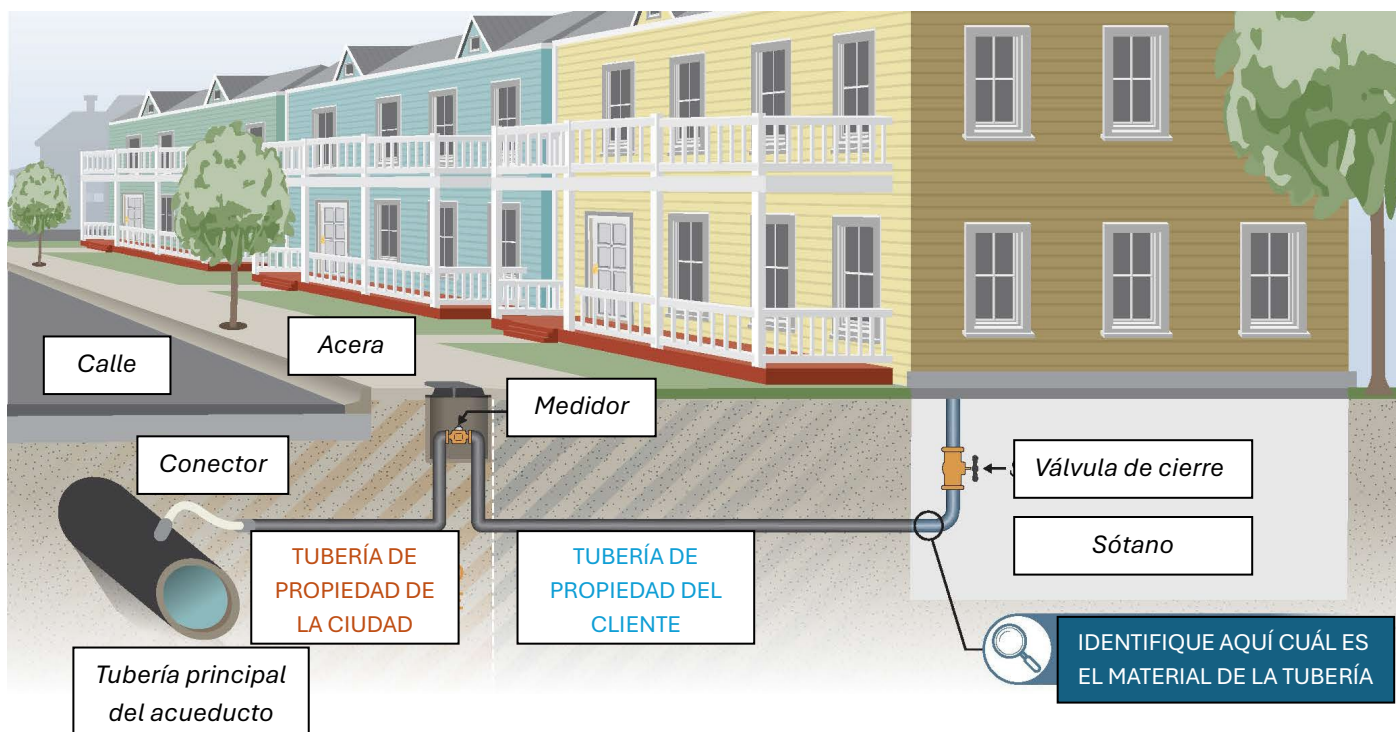 Calle
Acera
Medidor
Conector
Válvula de cierre
Sótano
TUBERÍA DE
PROPIEDAD DE
LA CIUDAD
TUBERÍA DE
PROPIEDAD DEL
CLIENTE
Tubería principal
del acueducto
IDENTIFIQUE AQUÍ CUÁL ES
EL MATERIAL DE LA TUBERÍA